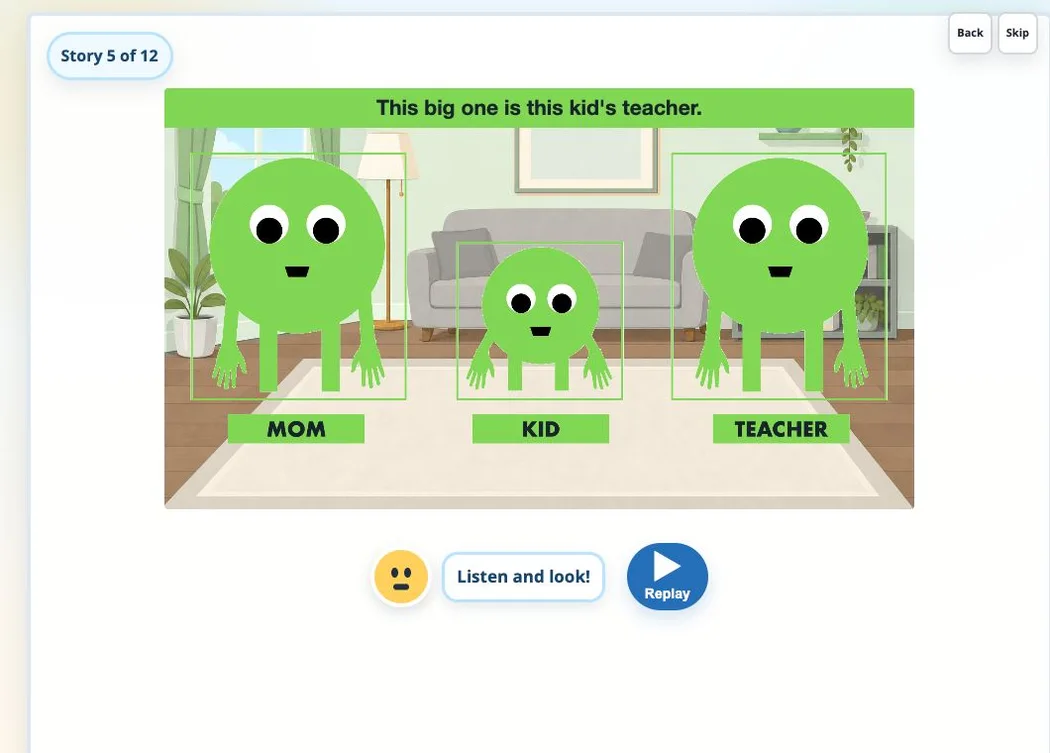 Back
Skip
Story 5 of 12
This big one is this kid's teacher.
MOM
KID
TEACHER
Listen and look!
Replay